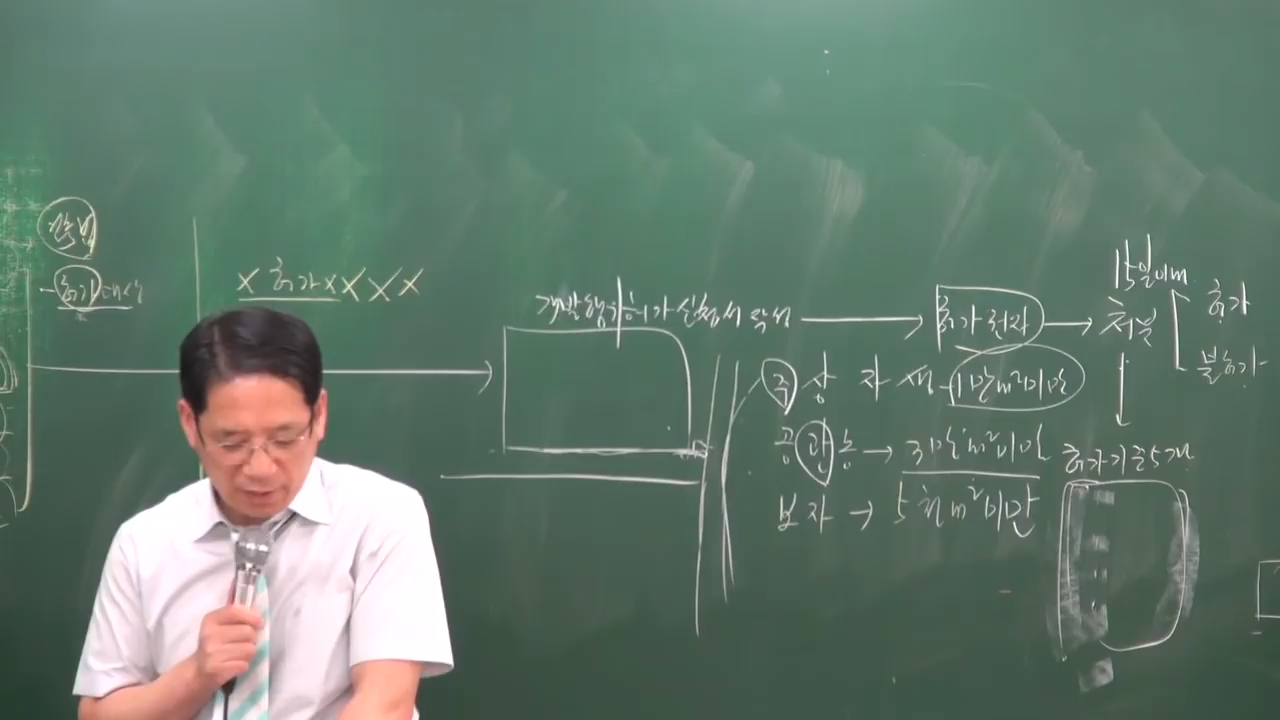 허가대상
X 허가 X X X X
개발행위허가신청서 작성 → 허가절차 → 처분
15일이내
허가
불허가
주 상 자 생 1만m²미만
공 관 농 → 3만m²미만
보 자 → 5천m²미만
허가기준5개